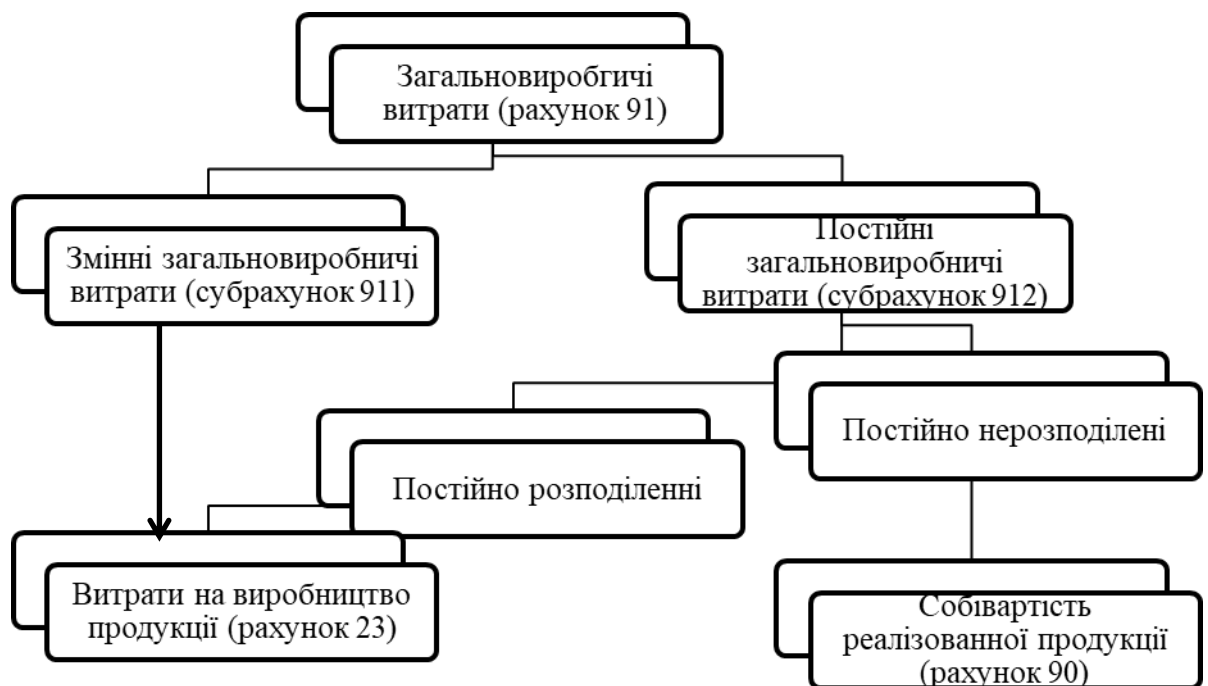 Загальновиробгичі
витрати (рахунок 91)
Змінні загальновиробничі
витрати (субрахунок 911)
Постійні
загальновиробничі
витрати (субрахунок 912)
Постійно нерозподілені
Постійно розподіленні
Витрати на виробництво
продукції (рахунок 23)
Собівартість
реалізованної продукції
(рахунок 90)